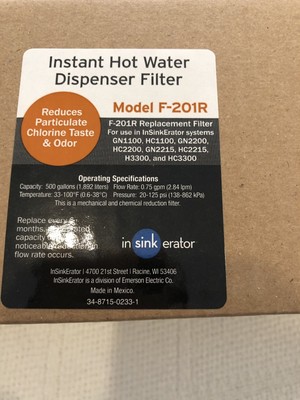 Instant Hot Water
Dispenser Filter
Reduces
Particulate
Chlorine Taste
& Odor
Model F-201R
F-201R Replacement Filter
For use in InSinkErator systems
GN1100, HC1100, GN2200,
HC2200, GN2215, HC2215,
H3300, and HC3300
Operating Specifications
Capacity: 500 gallons (1,892 liters) Flow Rate: 0.75 gpm (2.84 lpm)
Temperature: 33-100°F (0.6-38°C) Pressure: 20-125 psi (138-862 kPa)
This is a mechanical and chemical reduction filter.
Replace every
months,
capacity
noticeable
flow rate occurs.
in sink erator
InSinkErator | 4700 21st Street | Racine, WI 53406
InSinkErator is a division of Emerson Electric Co.
Made in Mexico.
34-8715-0233-1